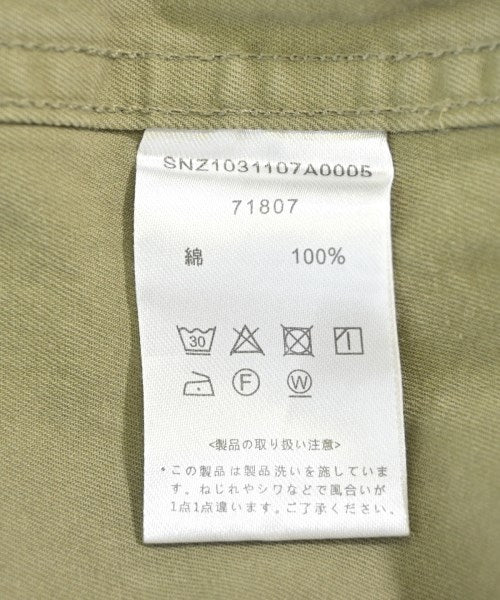 SNZ1031107A0005
71807
綿 100%
30
F W
<製品の取り扱い注意>
*この製品は製品洗いを施していま
す。ねじれやシワなどで風合いが
1点1点違います。ご了承ください。